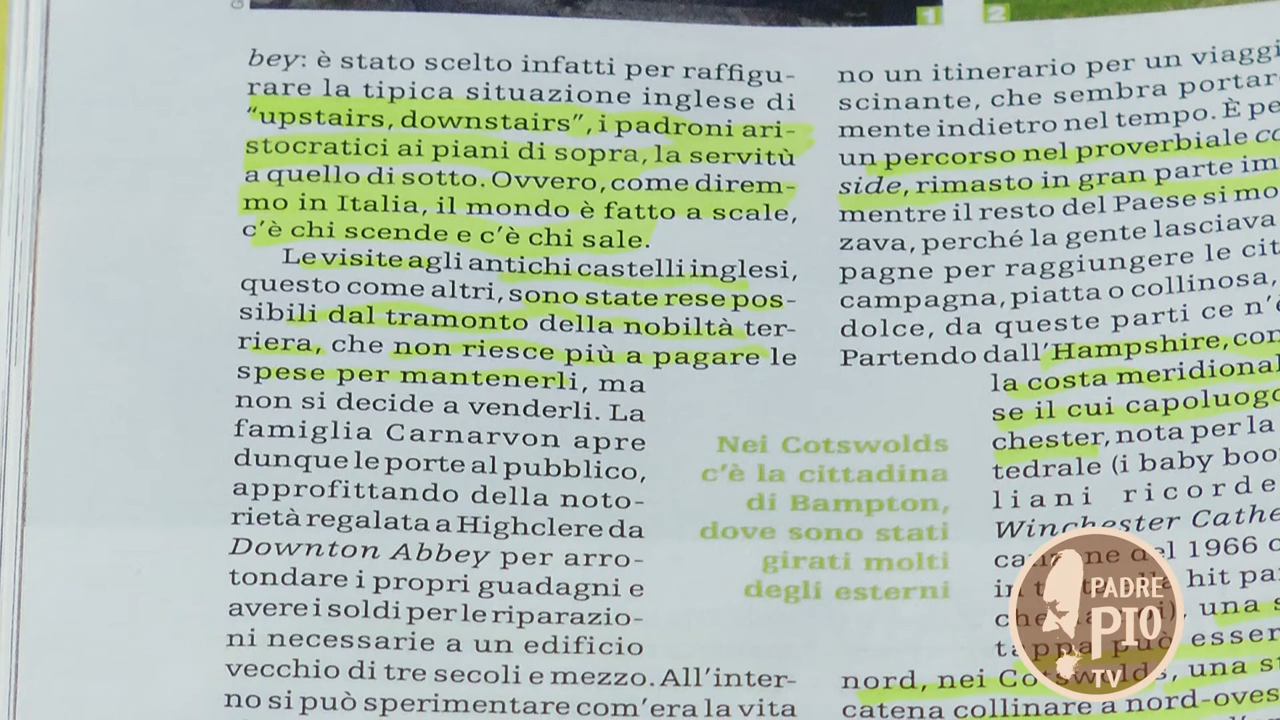 1
2
bey: è stato scelto infatti per raffigu-
rare la tipica situazione inglese di
“upstairs, downstairs”, i padroni ari-
stocratici ai piani di sopra, la servitù
a quello di sotto. Ovvero, come direm-
mo in Italia, il mondo è fatto a scale,
c’è chi scende e c’è chi sale.
Le visite agli antichi castelli inglesi,
questo come altri, sono state rese pos-
sibili dal tramonto della nobiltà ter-
riera, che non riesce più a pagare le
spese per mantenerli, ma
non si decide a venderli. La
famiglia Carnarvon apre
dunque le porte al pubblico,
approfittando della noto-
rietà regalata a Highclere da
Downton Abbey per arro-
tondare i propri guadagni e
avere i soldi per le riparazio-
ni necessarie a un edificio
vecchio di tre secoli e mezzo. All’inter-
no si può sperimentare com’era la vita
Nei Cotswolds
c’è la cittadina
di Bampton,
dove sono stati
girati molti
degli esterni
no un itinerario per un viaggi
scinante, che sembra portar
mente indietro nel tempo. È pe
un percorso nel proverbiale co
side, rimasto in gran parte im
mentre il resto del Paese si mo
zava, perché la gente lasciava
pagne per raggiungere le cit
campagna, piatta o collinosa,
dolce, da queste parti ce n’
Partendo dall’Hampshire, con
la costa meridional
se il cui capoluogo
chester, nota per la
tedrale (i baby boo
liani ricorde
Winchester Cathe
del 1966
in hit pa
una s
tappa può esser
nord, nei Cotswolds, una st
catena collinare a nord-oves
PADRE
PIO
TV